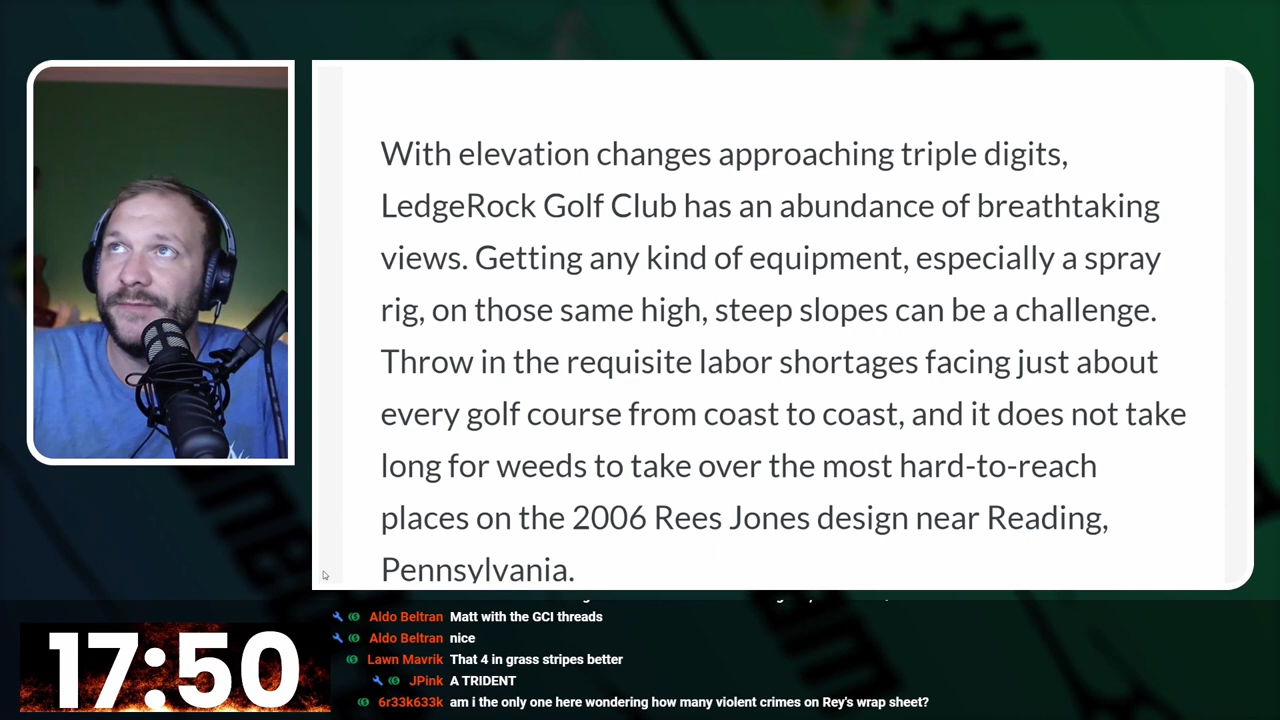 With elevation changes approaching triple digits,
LedgeRock Golf Club has an abundance of breathtaking
views. Getting any kind of equipment, especially a spray
rig, on those same high, steep slopes can be a challenge.
Throw in the requisite labor shortages facing just about
every golf course from coast to coast, and it does not take
long for weeds to take over the most hard-to-reach
places on the 2006 Rees Jones design near Reading,
Pennsylvania.
Aldo Beltran Matt with the GCI threads
Aldo Beltran nice
Lawn Mavrik That 4 in grass stripes better
JPink A TRIDENT
6r33k633k am i the only one here wondering how many violent crimes on Rey's wrap sheet?
17:50